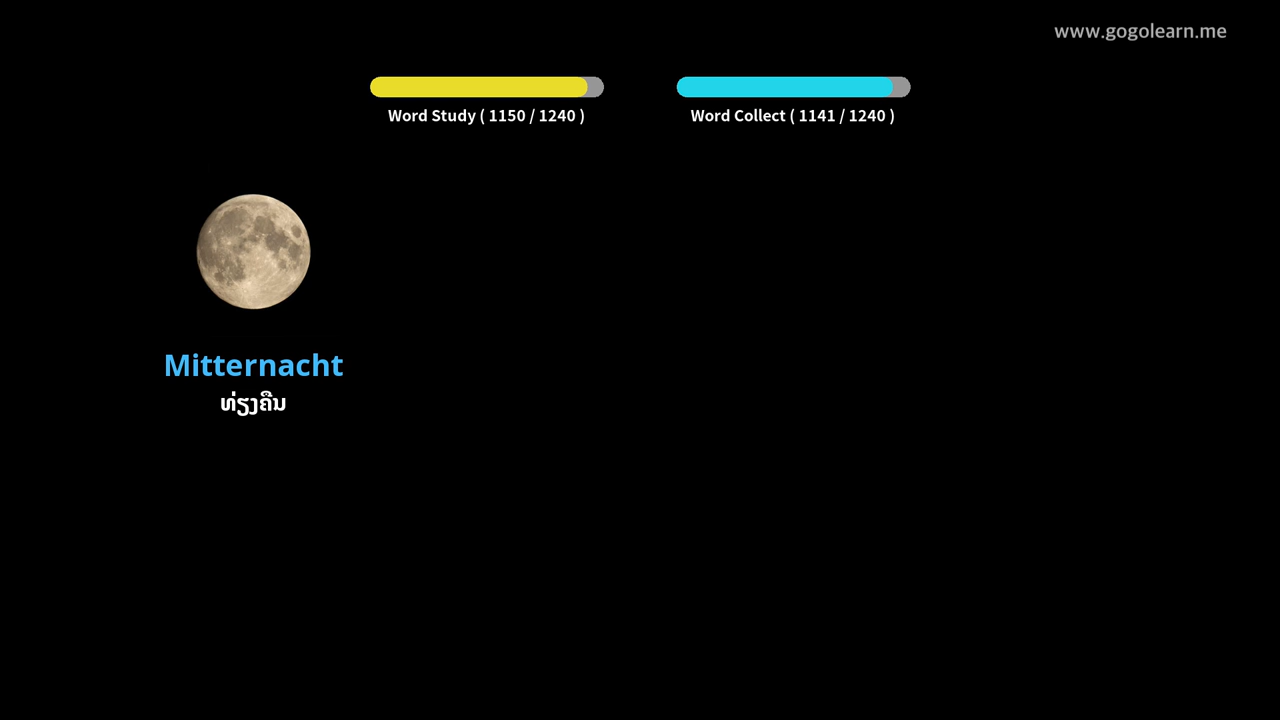 www.gogolearn.me
Word Study ( 1150 / 1240 )
Word Collect ( 1141 / 1240 )
Mitternacht
ທ່ຽງຄືນ